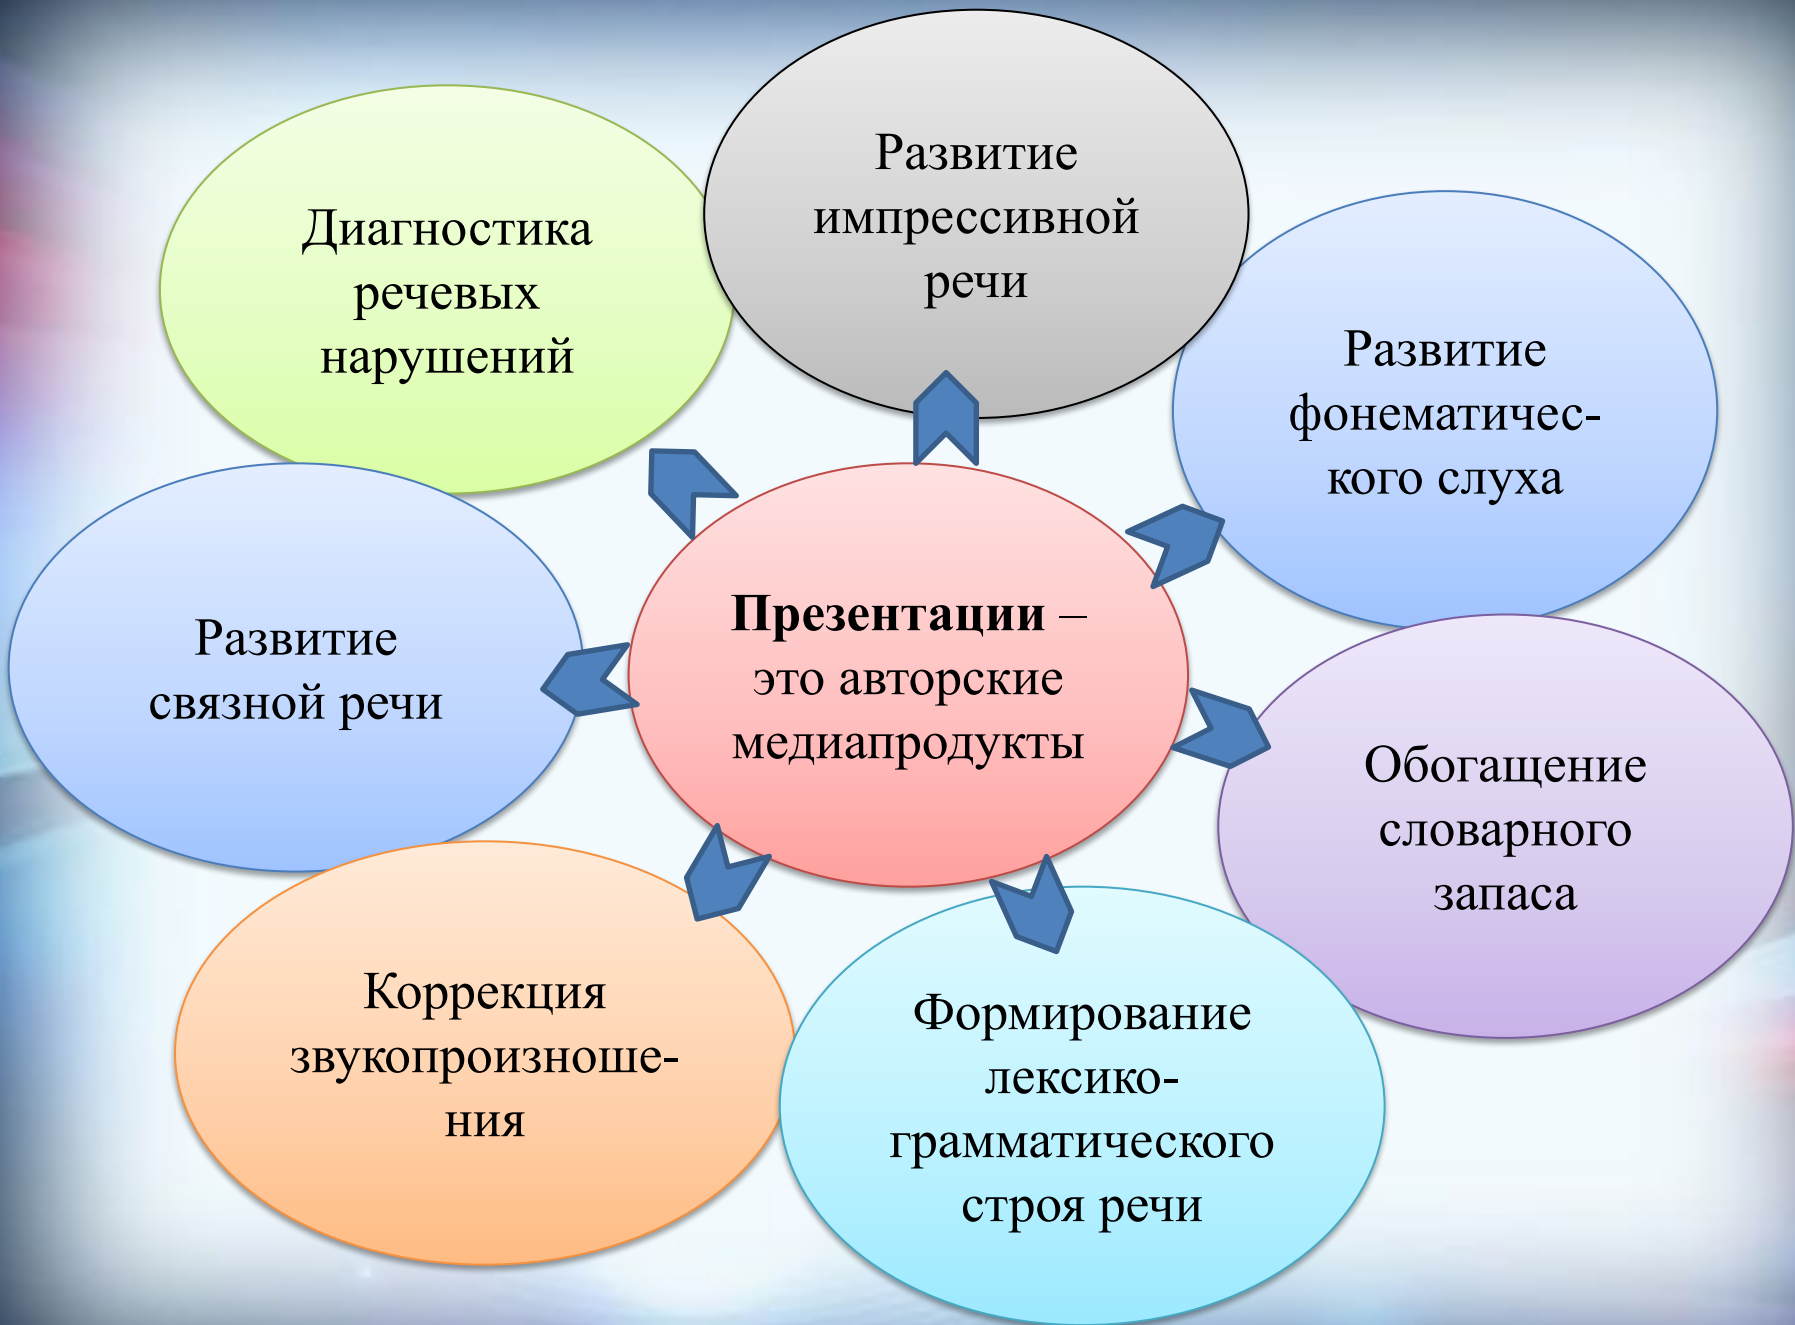 Развитие
импрессивной
речи
Диагностика
речевых
нарушений
Развитие
фонематичес-
кого слуха
Презентации –
это авторские
медиапродукты
Развитие
связной речи
Обогащение
словарного
запаса
Коррекция
звукопроизноше-
ния
Формирование
лексико-
грамматического
строя речи